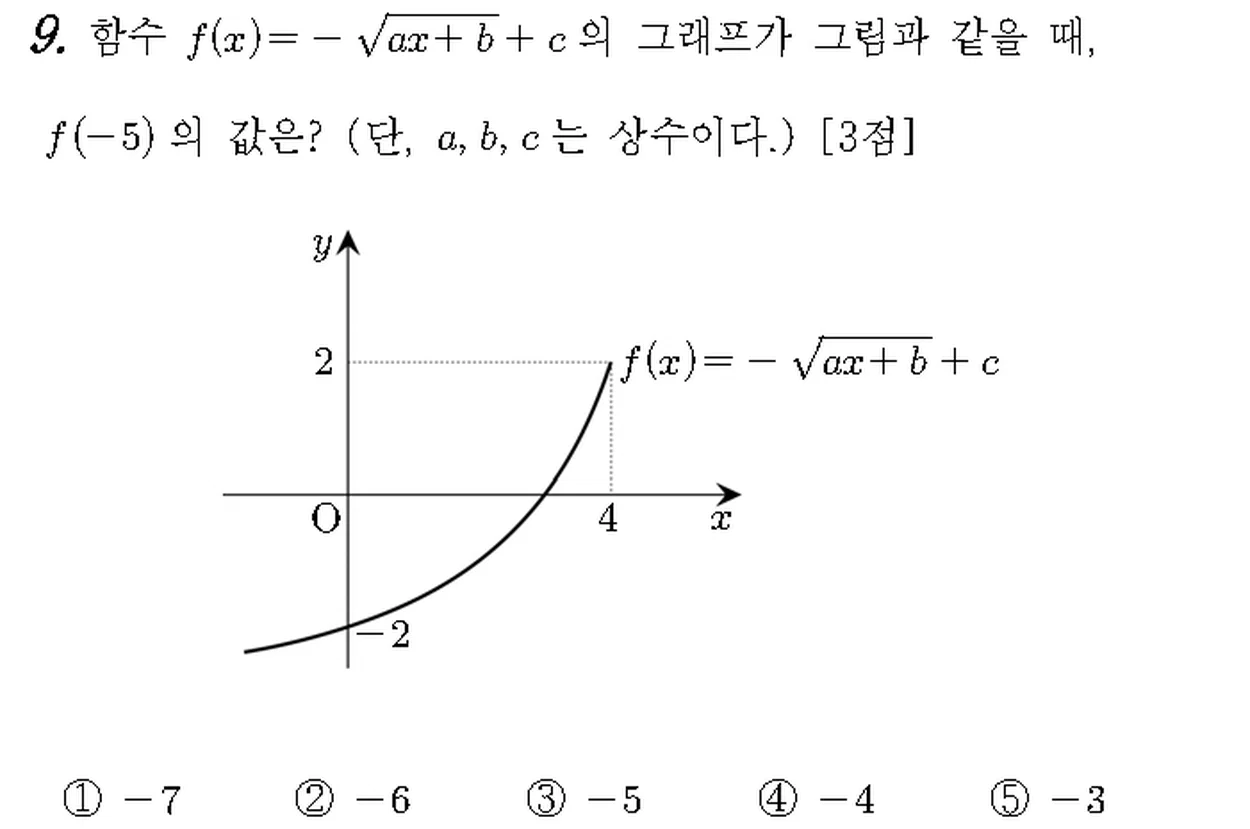 9. 함수 f(x)=-√(ax+b)+c의 그래프가 그림과 같을 때,
f(-5)의 값은? (단, a, b, c는 상수이다.) [3점]
y
2
f(x)=-√(ax+b)+c
O
4
x
-2
① -7 ② -6 ③ -5 ④ -4 ⑤ -3